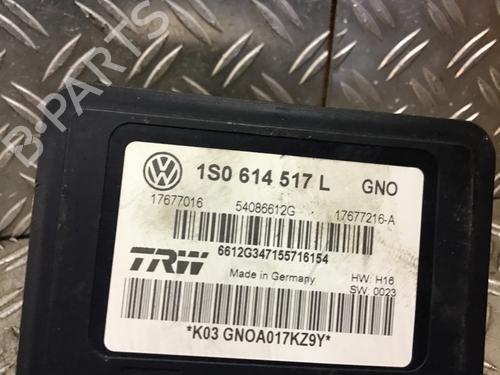 B-PARTS
1S0 614 517 L GNO
17677016 54086612G 17677216-A
6612G347155716154
TRW Made in Germany HW: H16
SW: 0023
*K03 GNOA017KZ9Y*